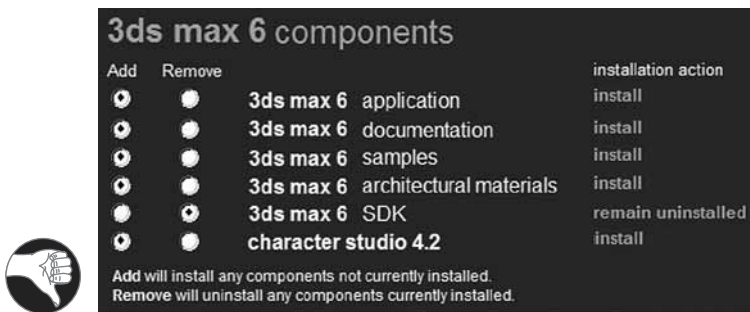 3ds max 6 components
Add Remove installation action
3ds max 6 application install
3ds max 6 documentation install
3ds max 6 samples install
3ds max 6 architectural materials install
3ds max 6 SDK remain uninstalled
character studio 4.2 install
Add will install any components not currently installed.
Remove will uninstall any components currently installed.